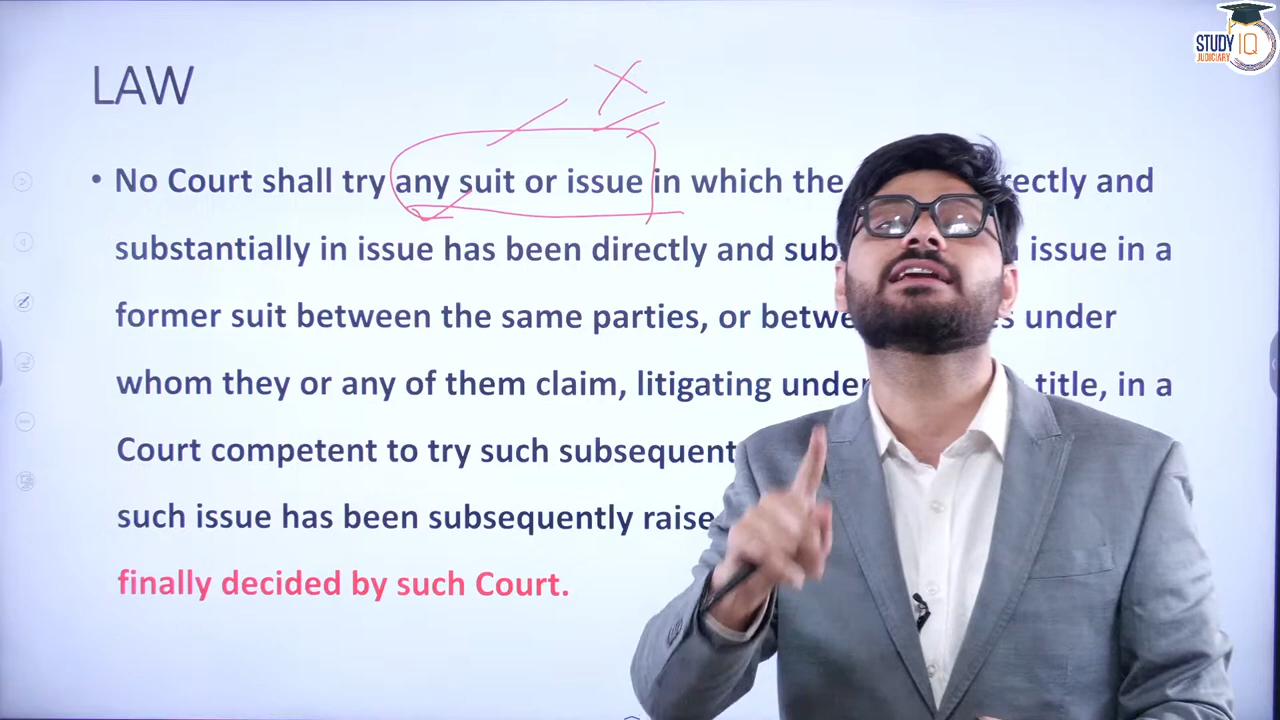 STUDY IQ
JUDICIARY
LAW
X
• No Court shall try any suit or issue in which the rectly and
substantially in issue has been directly and sub issue in a
former suit between the same parties, or betwe s under
whom they or any of them claim, litigating under title, in a
Court competent to try such subsequent
such issue has been subsequently raise
finally decided by such Court.